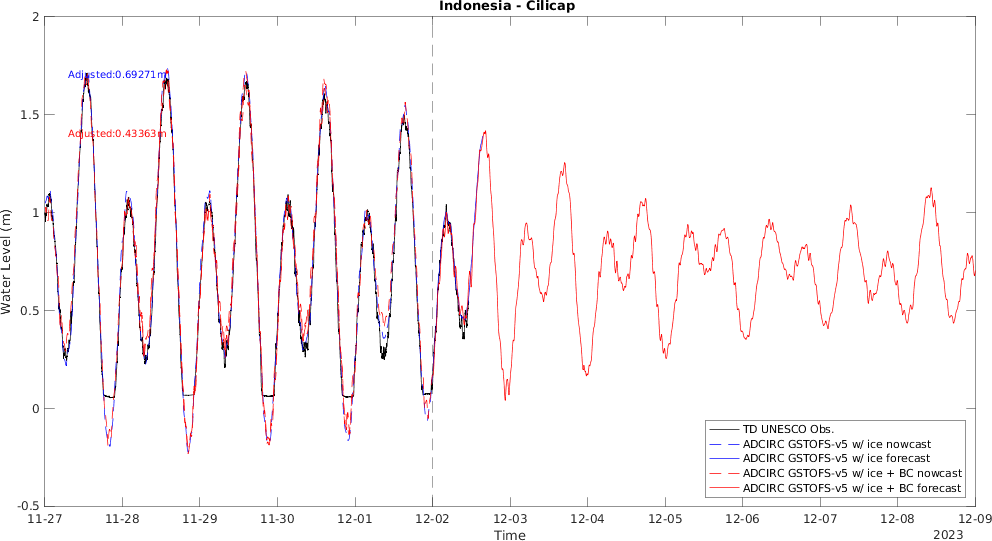 Indonesia - Cilicap
2
Adjusted:0.69271m
1.5
Adjusted:0.43363m
1
Water Level (m)
0.5
0
TD UNESCO Obs.
ADCIRC GSTOFS-v5 w/ ice nowcast
ADCIRC GSTOFS-v5 w/ ice forecast
ADCIRC GSTOFS-v5 w/ ice + BC nowcast
ADCIRC GSTOFS-v5 w/ ice + BC forecast
-0.5
11-27 11-28 11-29 11-30 12-01 12-02 12-03 12-04 12-05 12-06 12-07 12-08 12-09
Time
2023